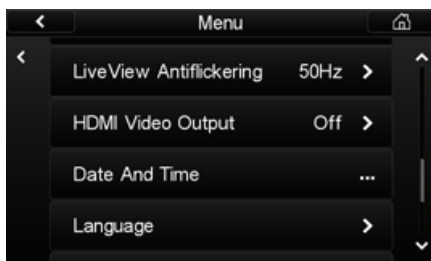 Menu
LiveView Antiflickering 50Hz
HDMI Video Output Off
Date And Time ...
Language